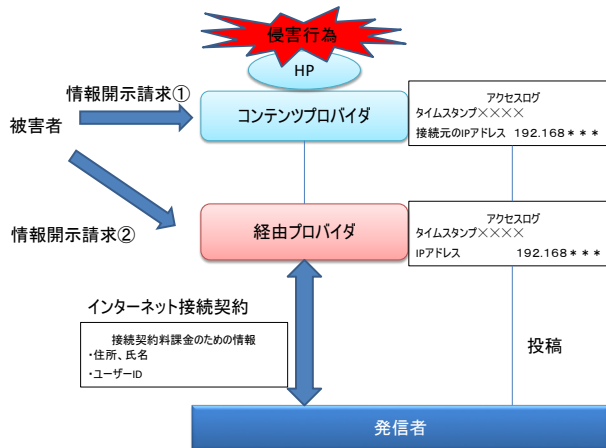 侵害行為
HP
情報開示請求①
コンテンツプロバイダ
アクセスログ
タイムスタンプ××××
接続元のIPアドレス 192.168＊＊＊
被害者
情報開示請求②
経由プロバイダ
アクセスログ
タイムスタンプ××××
IPアドレス 192.168＊＊＊
インターネット接続契約
接続契約料課金のための情報
・住所、氏名
・ユーザーID
投稿
発信者